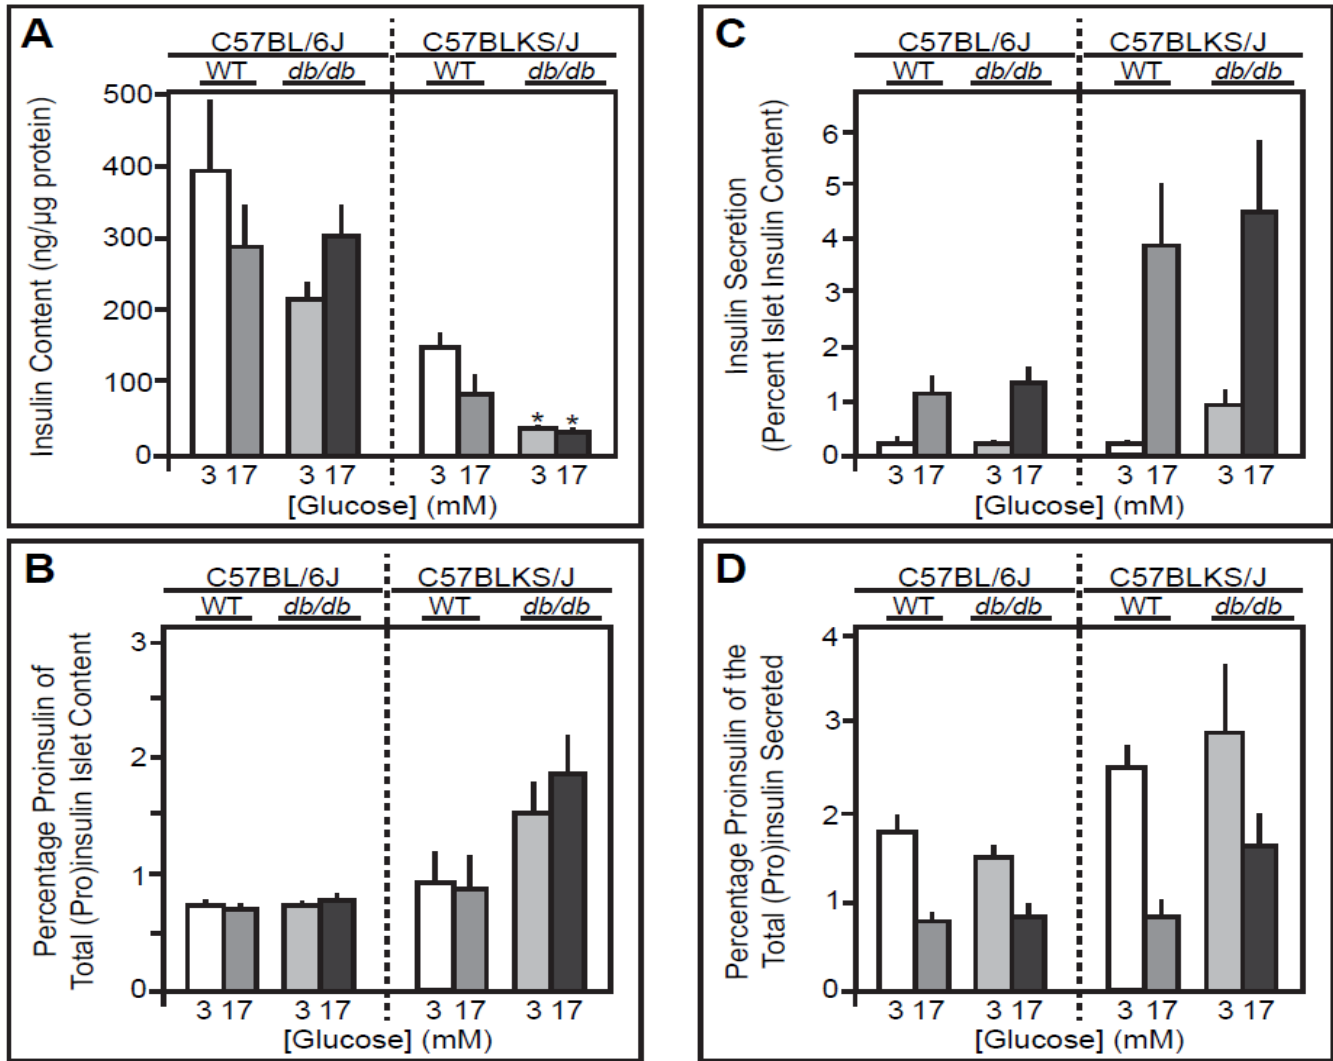 A
C57BL/6J C57BLKS/J
WT db/db WT db/db
Insulin Content (ng/µg protein)
500
400
300
200
100
0
* *
3 17 3 17 3 17 3 17
[Glucose] (mM)
C
C57BL/6J C57BLKS/J
WT db/db WT db/db
Insulin Secretion
(Percent Islet Insulin Content)
6
5
4
3
2
1
0
3 17 3 17 3 17 3 17
[Glucose] (mM)
B
C57BL/6J C57BLKS/J
WT db/db WT db/db
Percentage Proinsulin of
Total (Pro)insulin Islet Content
3
2
1
0
3 17 3 17 3 17 3 17
[Glucose] (mM)
D
C57BL/6J C57BLKS/J
WT db/db WT db/db
Percentage Proinsulin of the
Total (Pro)insulin Secreted
4
3
2
1
0
3 17 3 17 3 17 3 17
[Glucose] (mM)